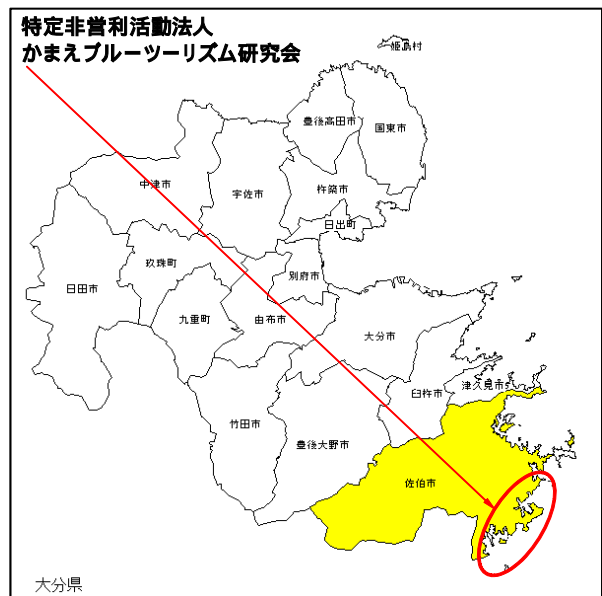 特定非営利活動法人
かまえブルーツーリズム研究会
姫島村
豊後高田市
国東市
中津市
宇佐市
杵築市
日出町
玖珠町
別府市
日田市
九重町
由布市
大分市
津久見市
臼杵市
竹田市
豊後大野市
佐伯市
大分県